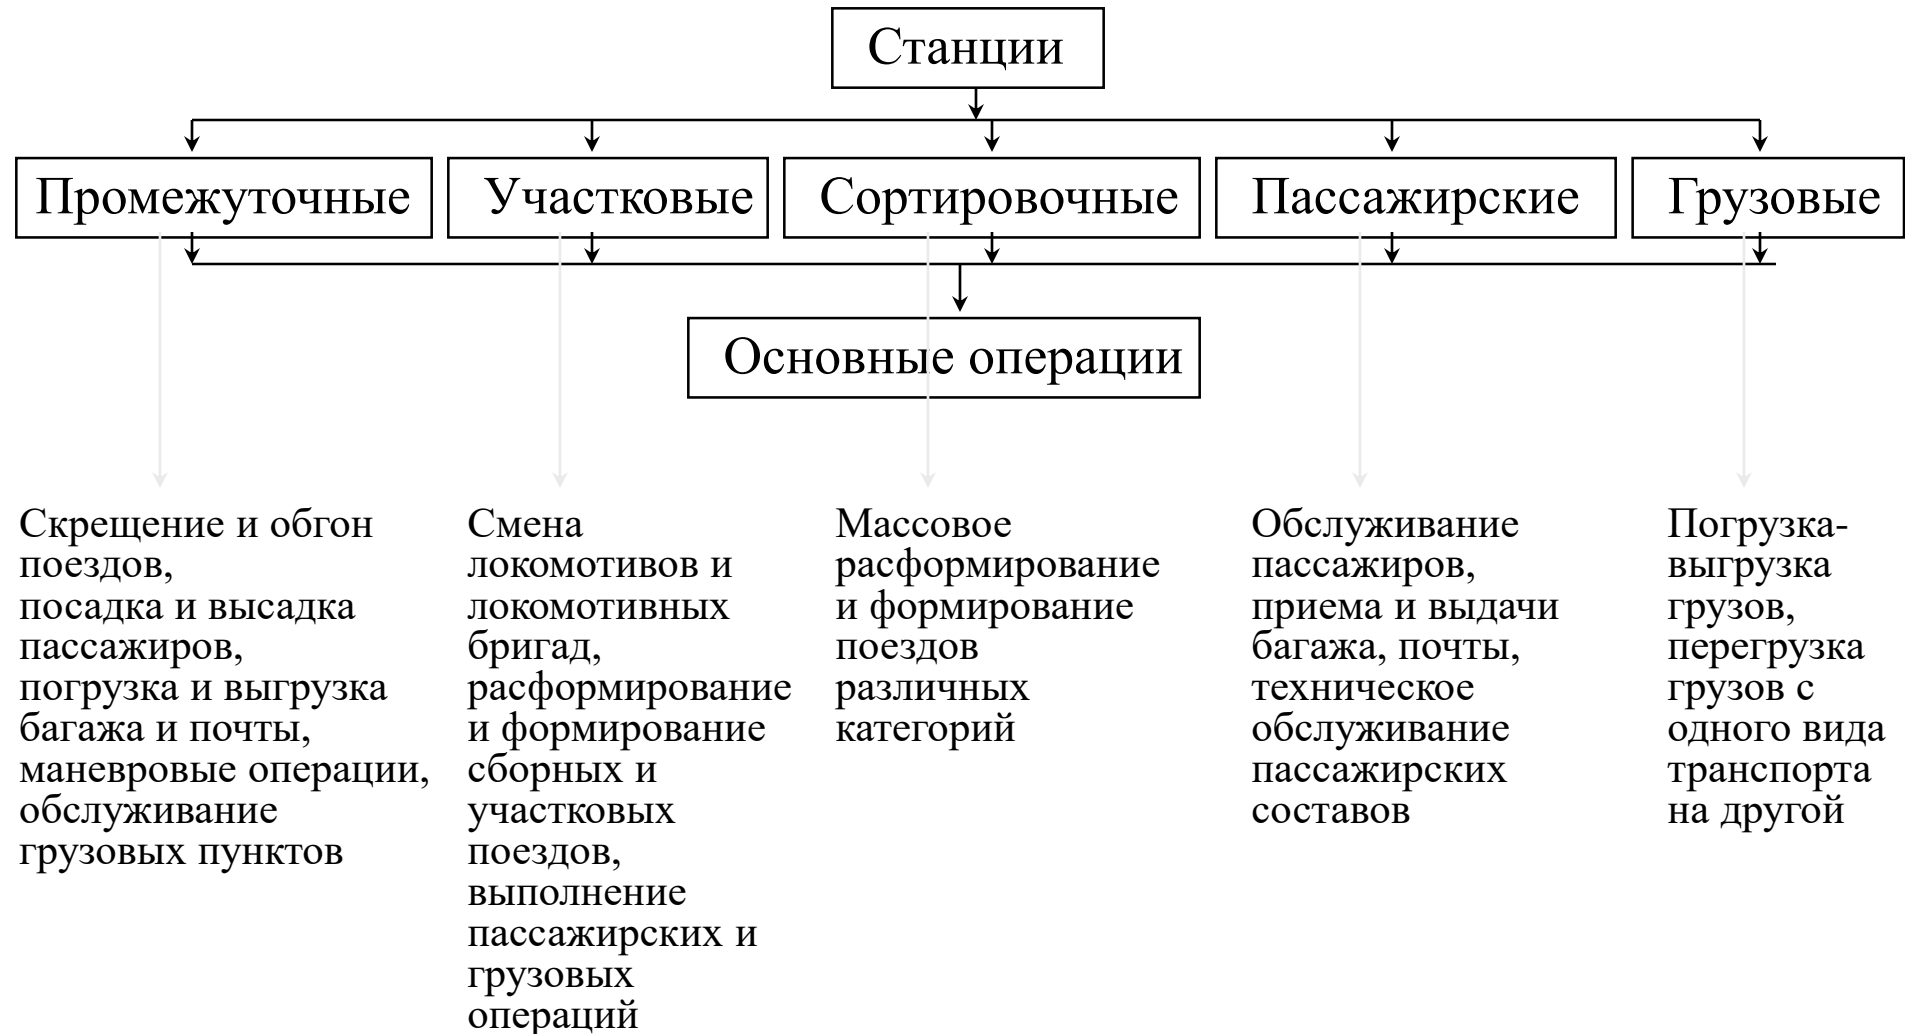 Станции
Промежуточные
Участковые
Сортировочные
Пассажирские
Грузовые
Основные операции
Скрещение и обгон
поездов,
посадка и высадка
пассажиров,
погрузка и выгрузка
багажа и почты,
маневровые операции,
обслуживание
грузовых пунктов
Смена
локомотивов и
локомотивных
бригад,
расформирование
и формирование
сборных и
участковых
поездов,
выполнение
пассажирских и
грузовых
операций
Массовое
расформирование
и формирование
поездов
различных
категорий
Обслуживание
пассажиров,
приема и выдачи
багажа, почты,
техническое
обслуживание
пассажирских
составов
Погрузка-
выгрузка
грузов,
перегрузка
грузов с
одного вида
транспорта
на другой